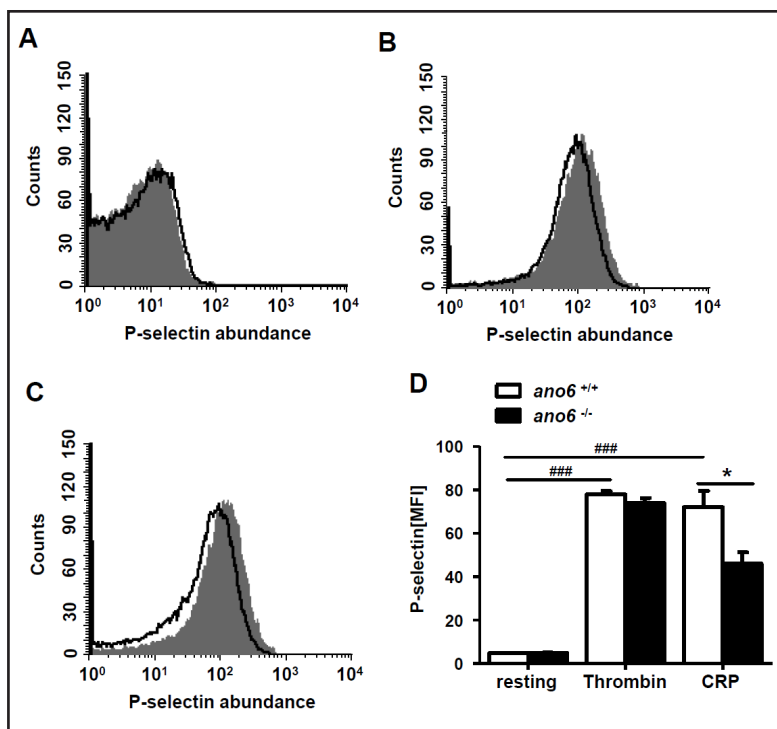 A
150
120
90
60
30
0
Counts
10⁰ 10¹ 10² 10³ 10⁴
P-selectin abundance
B
150
120
90
60
30
0
Counts
10⁰ 10¹ 10² 10³ 10⁴
P-selectin abundance
C
150
120
90
60
30
0
Counts
10⁰ 10¹ 10² 10³ 10⁴
P-selectin abundance
D
ano6 +/+
ano6 -/-
100
80
60
40
20
0
P-selectin[MFI]
###
###
*
resting Thrombin CRP